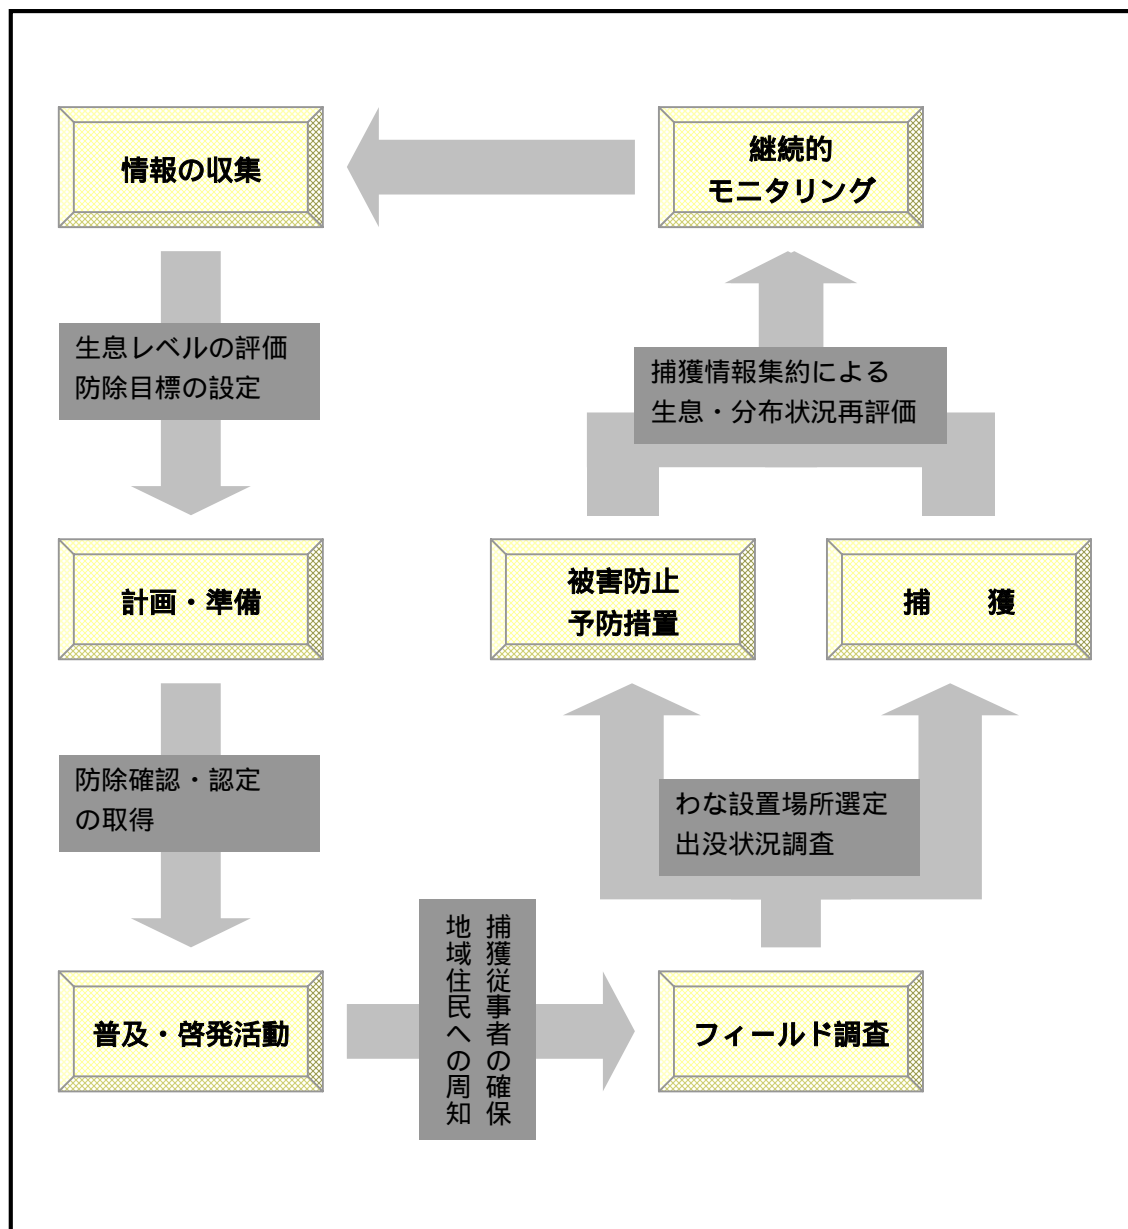 情報の収集
継続的
モニタリング
生息レベルの評価
防除目標の設定
捕獲情報集約による
生息・分布状況再評価
計画・準備
被害防止
予防措置
捕　　獲
防除確認・認定
の取得
わな設置場所選定
出没状況調査
捕獲従事者の確保
地域住民への周知
普及・啓発活動
フィールド調査